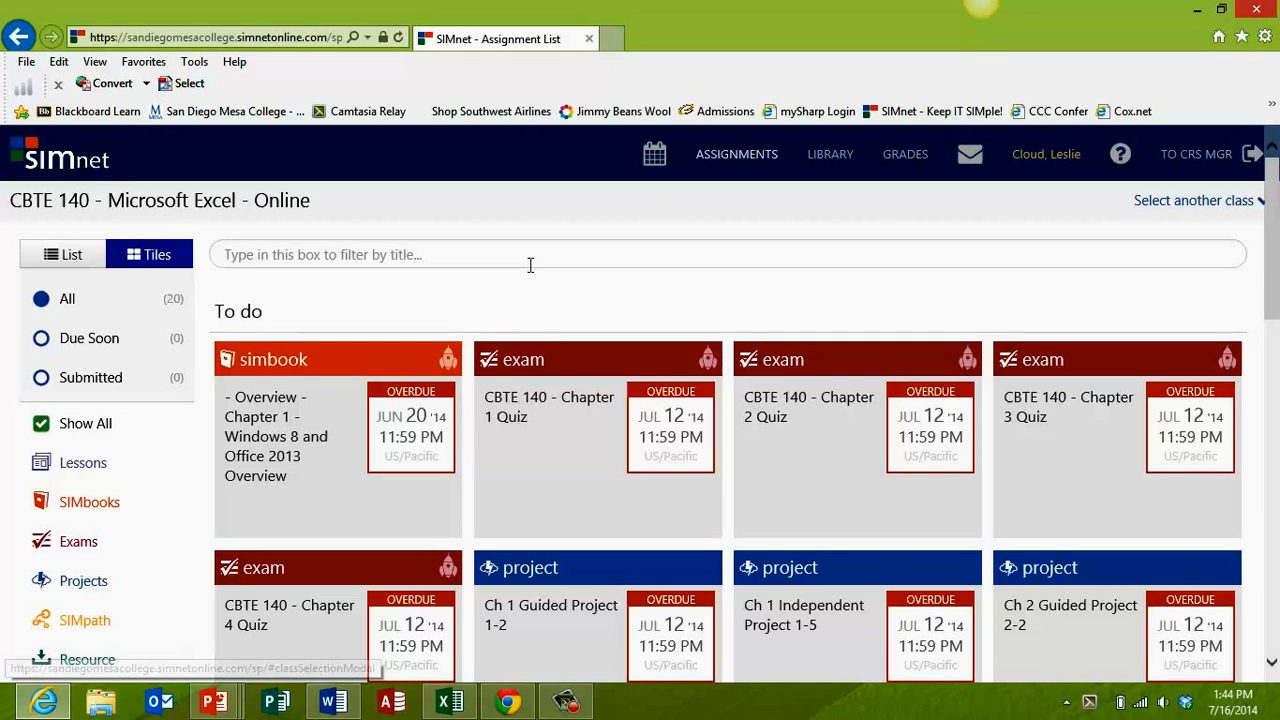 https://sandiegomesacollege.simnetonline.com/sp
SIMnet - Assignment List
File Edit View Favorites Tools Help
Convert Select
Blackboard Learn San Diego Mesa College - ... Camtasia Relay Shop Southwest Airlines Jimmy Beans Wool Admissions mySharp Login SIMnet - Keep IT SIMple! CCC Confer Cox.net
SIMnet ASSIGNMENTS LIBRARY GRADES Cloud, Leslie TO CRS MGR
CBTE 140 - Microsoft Excel - Online Select another class
List Tiles Type in this box to filter by title...
All (20)
Due Soon (0)
Submitted (0)
Show All
Lessons
SIMbooks
Exams
Projects
SIMpath
Resource
To do
simbook
- Overview -
Chapter 1 -
Windows 8 and
Office 2013
Overview
OVERDUE
JUN 20 '14
11:59 PM
US/Pacific
exam
CBTE 140 - Chapter
1 Quiz
OVERDUE
JUL 12 '14
11:59 PM
US/Pacific
exam
CBTE 140 - Chapter
2 Quiz
OVERDUE
JUL 12 '14
11:59 PM
US/Pacific
exam
CBTE 140 - Chapter
3 Quiz
OVERDUE
JUL 12 '14
11:59 PM
US/Pacific
exam
CBTE 140 - Chapter
4 Quiz
OVERDUE
JUL 12 '14
11:59 PM
project
Ch 1 Guided Project
1-2
OVERDUE
JUL 12 '14
11:59 PM
project
Ch 1 Independent
Project 1-5
OVERDUE
JUL 12 '14
11:59 PM
project
Ch 2 Guided Project
2-2
OVERDUE
JUL 12 '14
11:59 PM
https://sandiegomesacollege.simnetonline.com/sp/#classSelectionModal
1:44 PM
7/16/2014